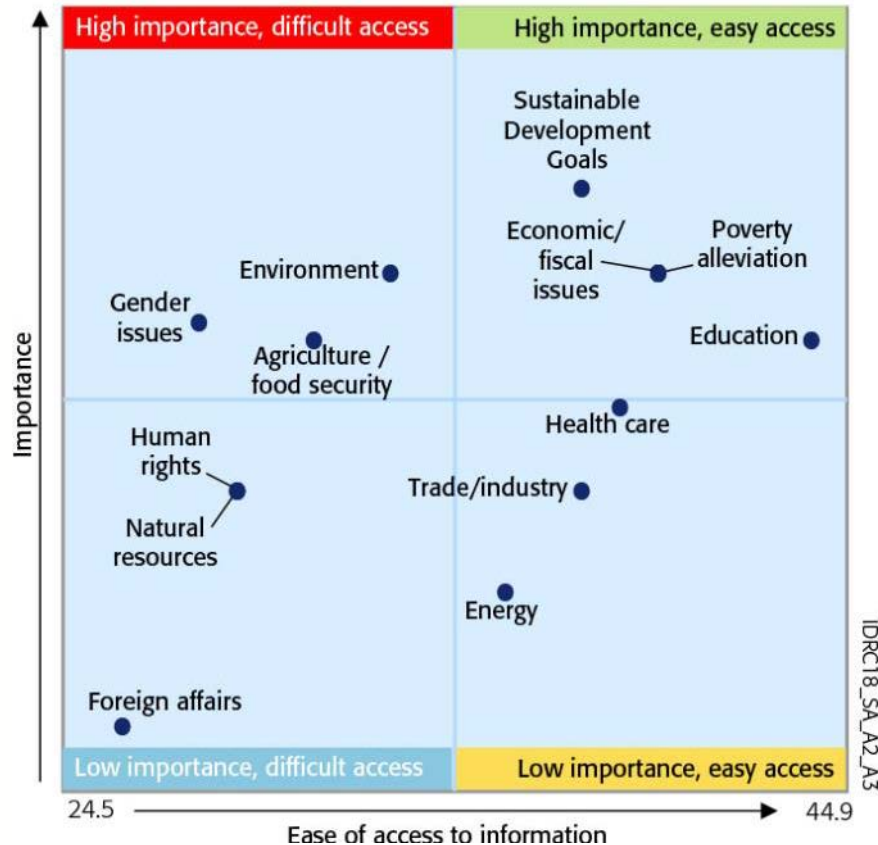 High importance, difficult access
High importance, easy access
Sustainable
Development
Goals
Economic/
fiscal
issues
Poverty
alleviation
Environment
Gender
issues
Education
Agriculture /
food security
Importance
Health care
Human
rights
Trade/industry
Natural
resources
Energy
IDRC18_SA_A2_A3
Foreign affairs
Low importance, difficult access
Low importance, easy access
24.5
44.9
Ease of access to information